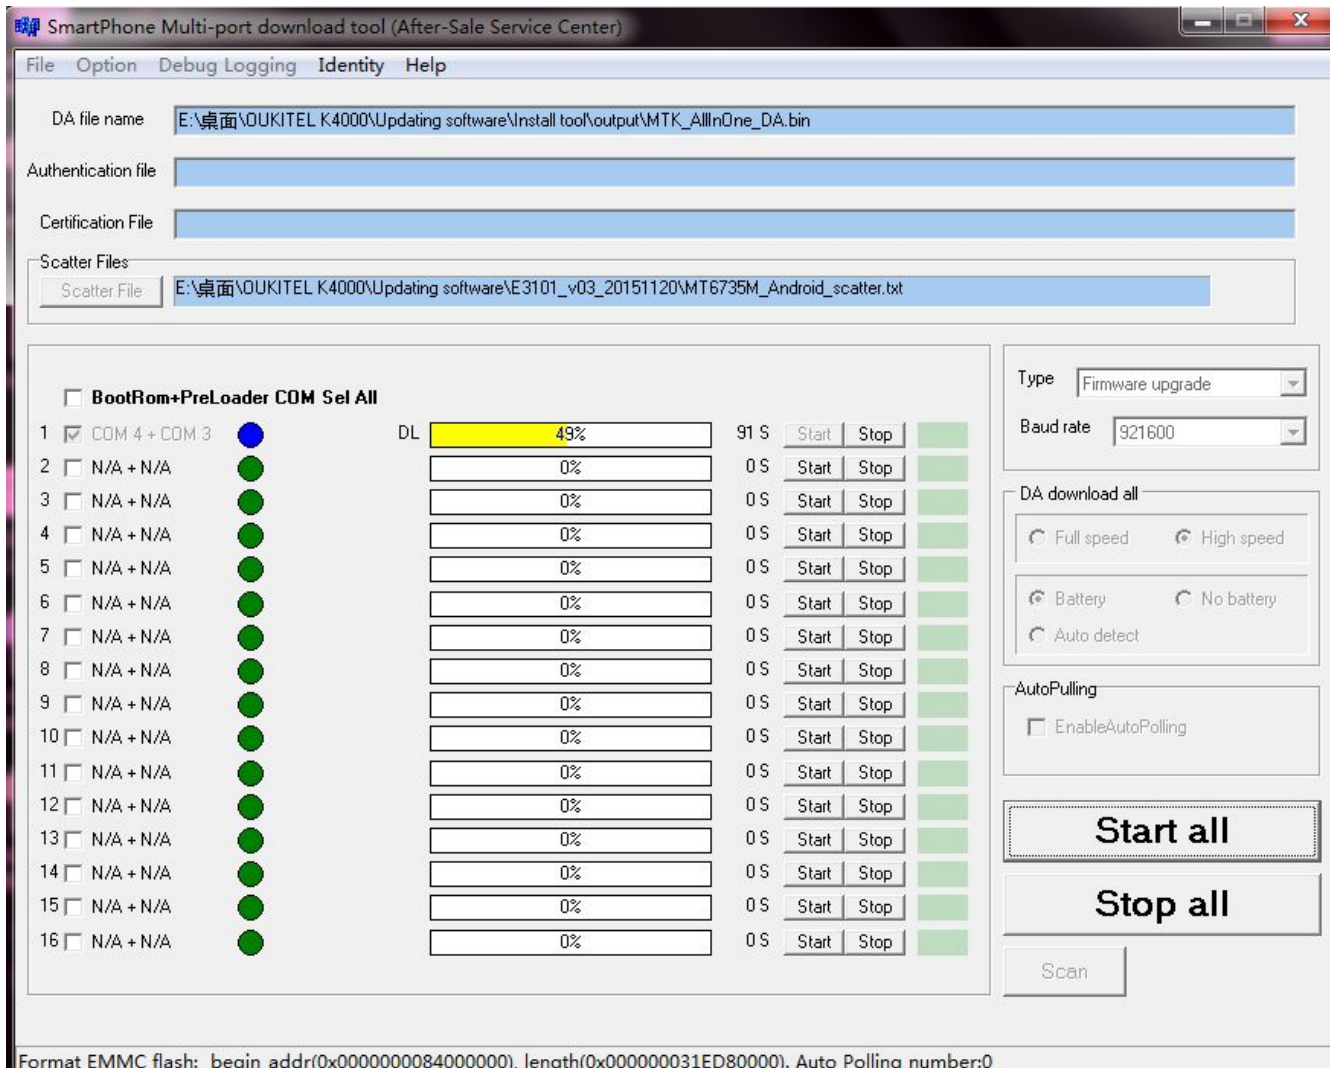 SmartPhone Multi-port download tool (After-Sale Service Center)
File Option Debug Logging Identity Help
DA file name E:\桌面\OUKITEL K4000\Updating software\Install tool\output\MTK_AllInOne_DA.bin
Authentication file
Certification File
Scatter Files
Scatter File E:\桌面\OUKITEL K4000\Updating software\E3101_v03_20151120\MT6735M_Android_scatter.txt
BootRom+PreLoader COM Sel All
1 COM 4 + COM 3 DL 49% 91 S Start Stop
2 N/A + N/A 0% 0 S Start Stop
3 N/A + N/A 0% 0 S Start Stop
4 N/A + N/A 0% 0 S Start Stop
5 N/A + N/A 0% 0 S Start Stop
6 N/A + N/A 0% 0 S Start Stop
7 N/A + N/A 0% 0 S Start Stop
8 N/A + N/A 0% 0 S Start Stop
9 N/A + N/A 0% 0 S Start Stop
10 N/A + N/A 0% 0 S Start Stop
11 N/A + N/A 0% 0 S Start Stop
12 N/A + N/A 0% 0 S Start Stop
13 N/A + N/A 0% 0 S Start Stop
14 N/A + N/A 0% 0 S Start Stop
15 N/A + N/A 0% 0 S Start Stop
16 N/A + N/A 0% 0 S Start Stop
Type Firmware upgrade
Baud rate 921600
DA download all
Full speed High speed
Battery No battery
Auto detect
AutoPulling
EnableAutoPolling
Start all
Stop all
Scan
Format EMMC flash: begin addr(0x0000000084000000), length(0x000000031ED80000). Auto Polling number:0